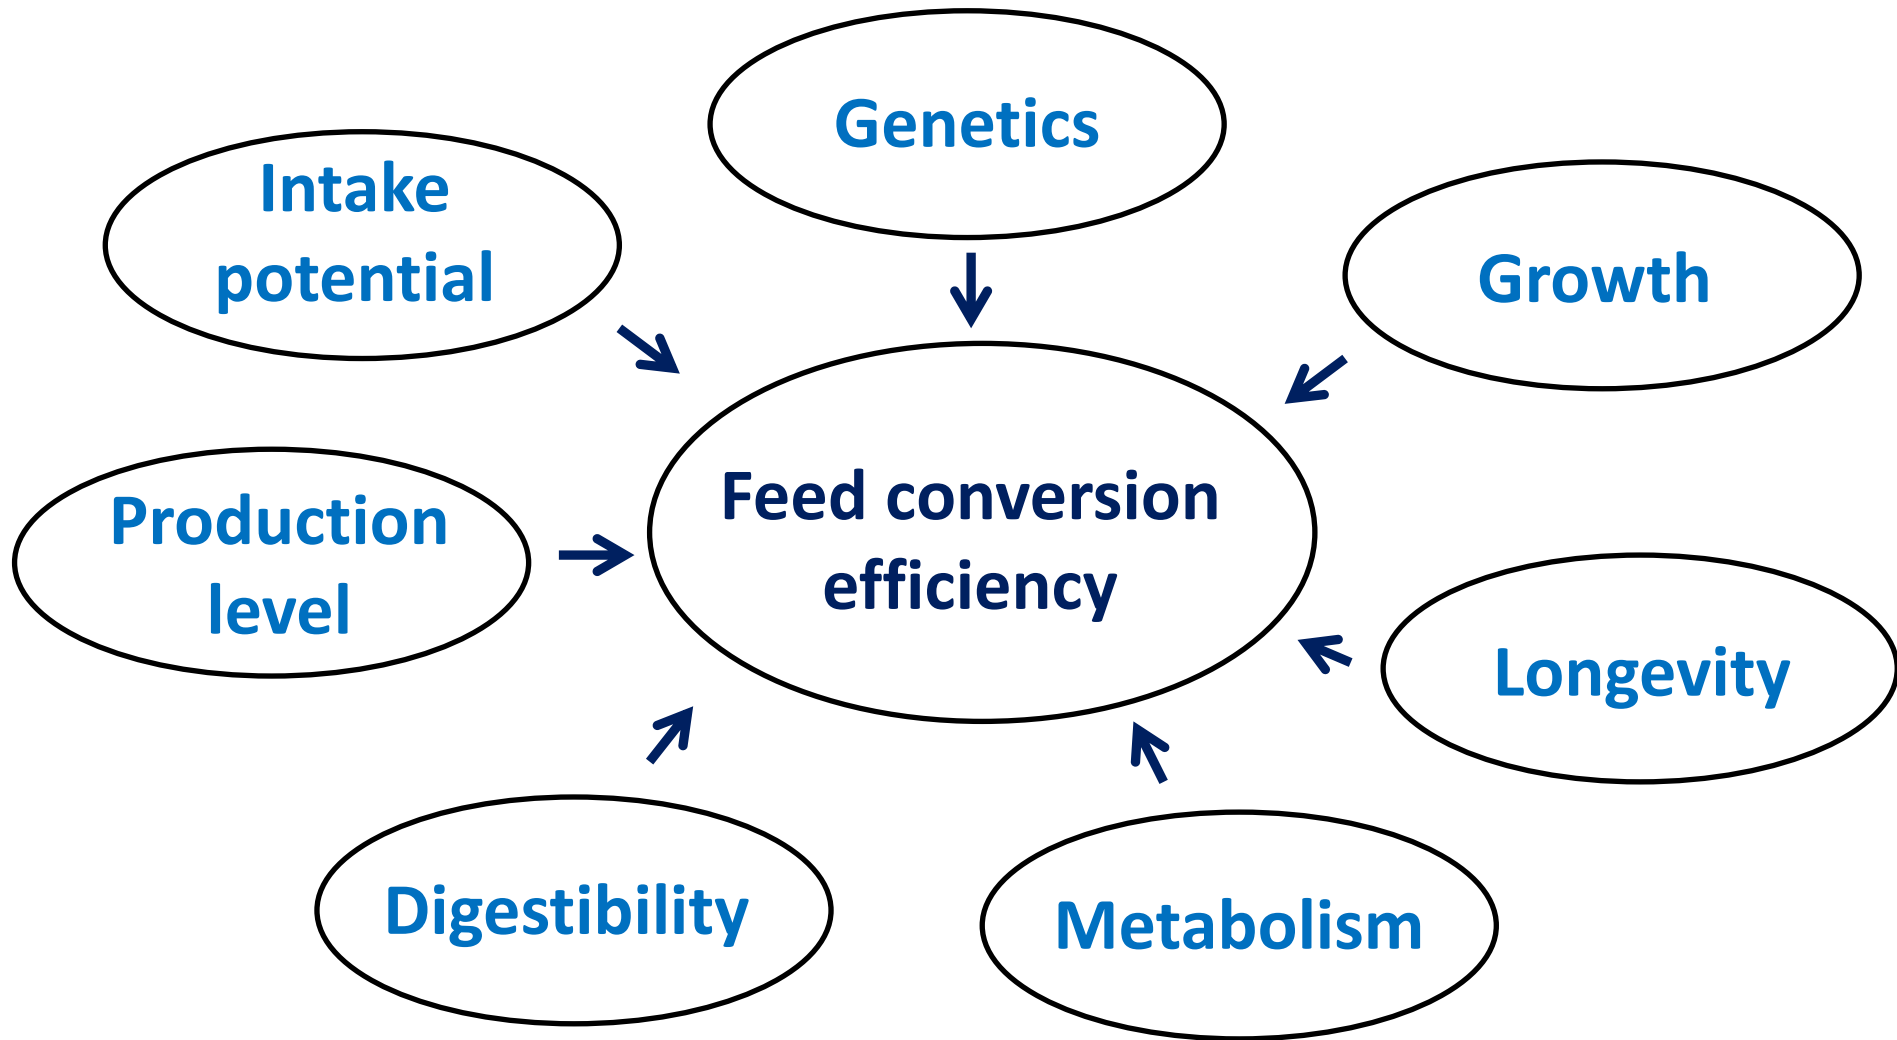 Genetics
Intake
potential
Growth
Feed conversion
efficiency
Production
level
Longevity
Digestibility
Metabolism